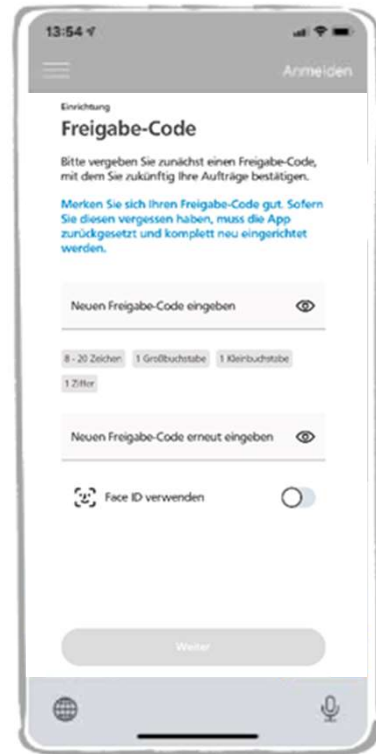 13:54
Anmelden
Einrichtung
Freigabe-Code
Bitte vergeben Sie zunächst einen Freigabe-Code,
mit dem Sie zukünftig Ihre Aufträge bestätigen.
Merken Sie sich Ihren Freigabe-Code gut. Sofern
Sie diesen vergessen haben, muss die App
zurückgesetzt und komplett neu eingerichtet
werden.
Neuen Freigabe-Code eingeben
8 - 20 Zeichen 1 Großbuchstabe 1 Kleinbuchstabe
1 Ziffer
Neuen Freigabe-Code erneut eingeben
Face ID verwenden
Weiter